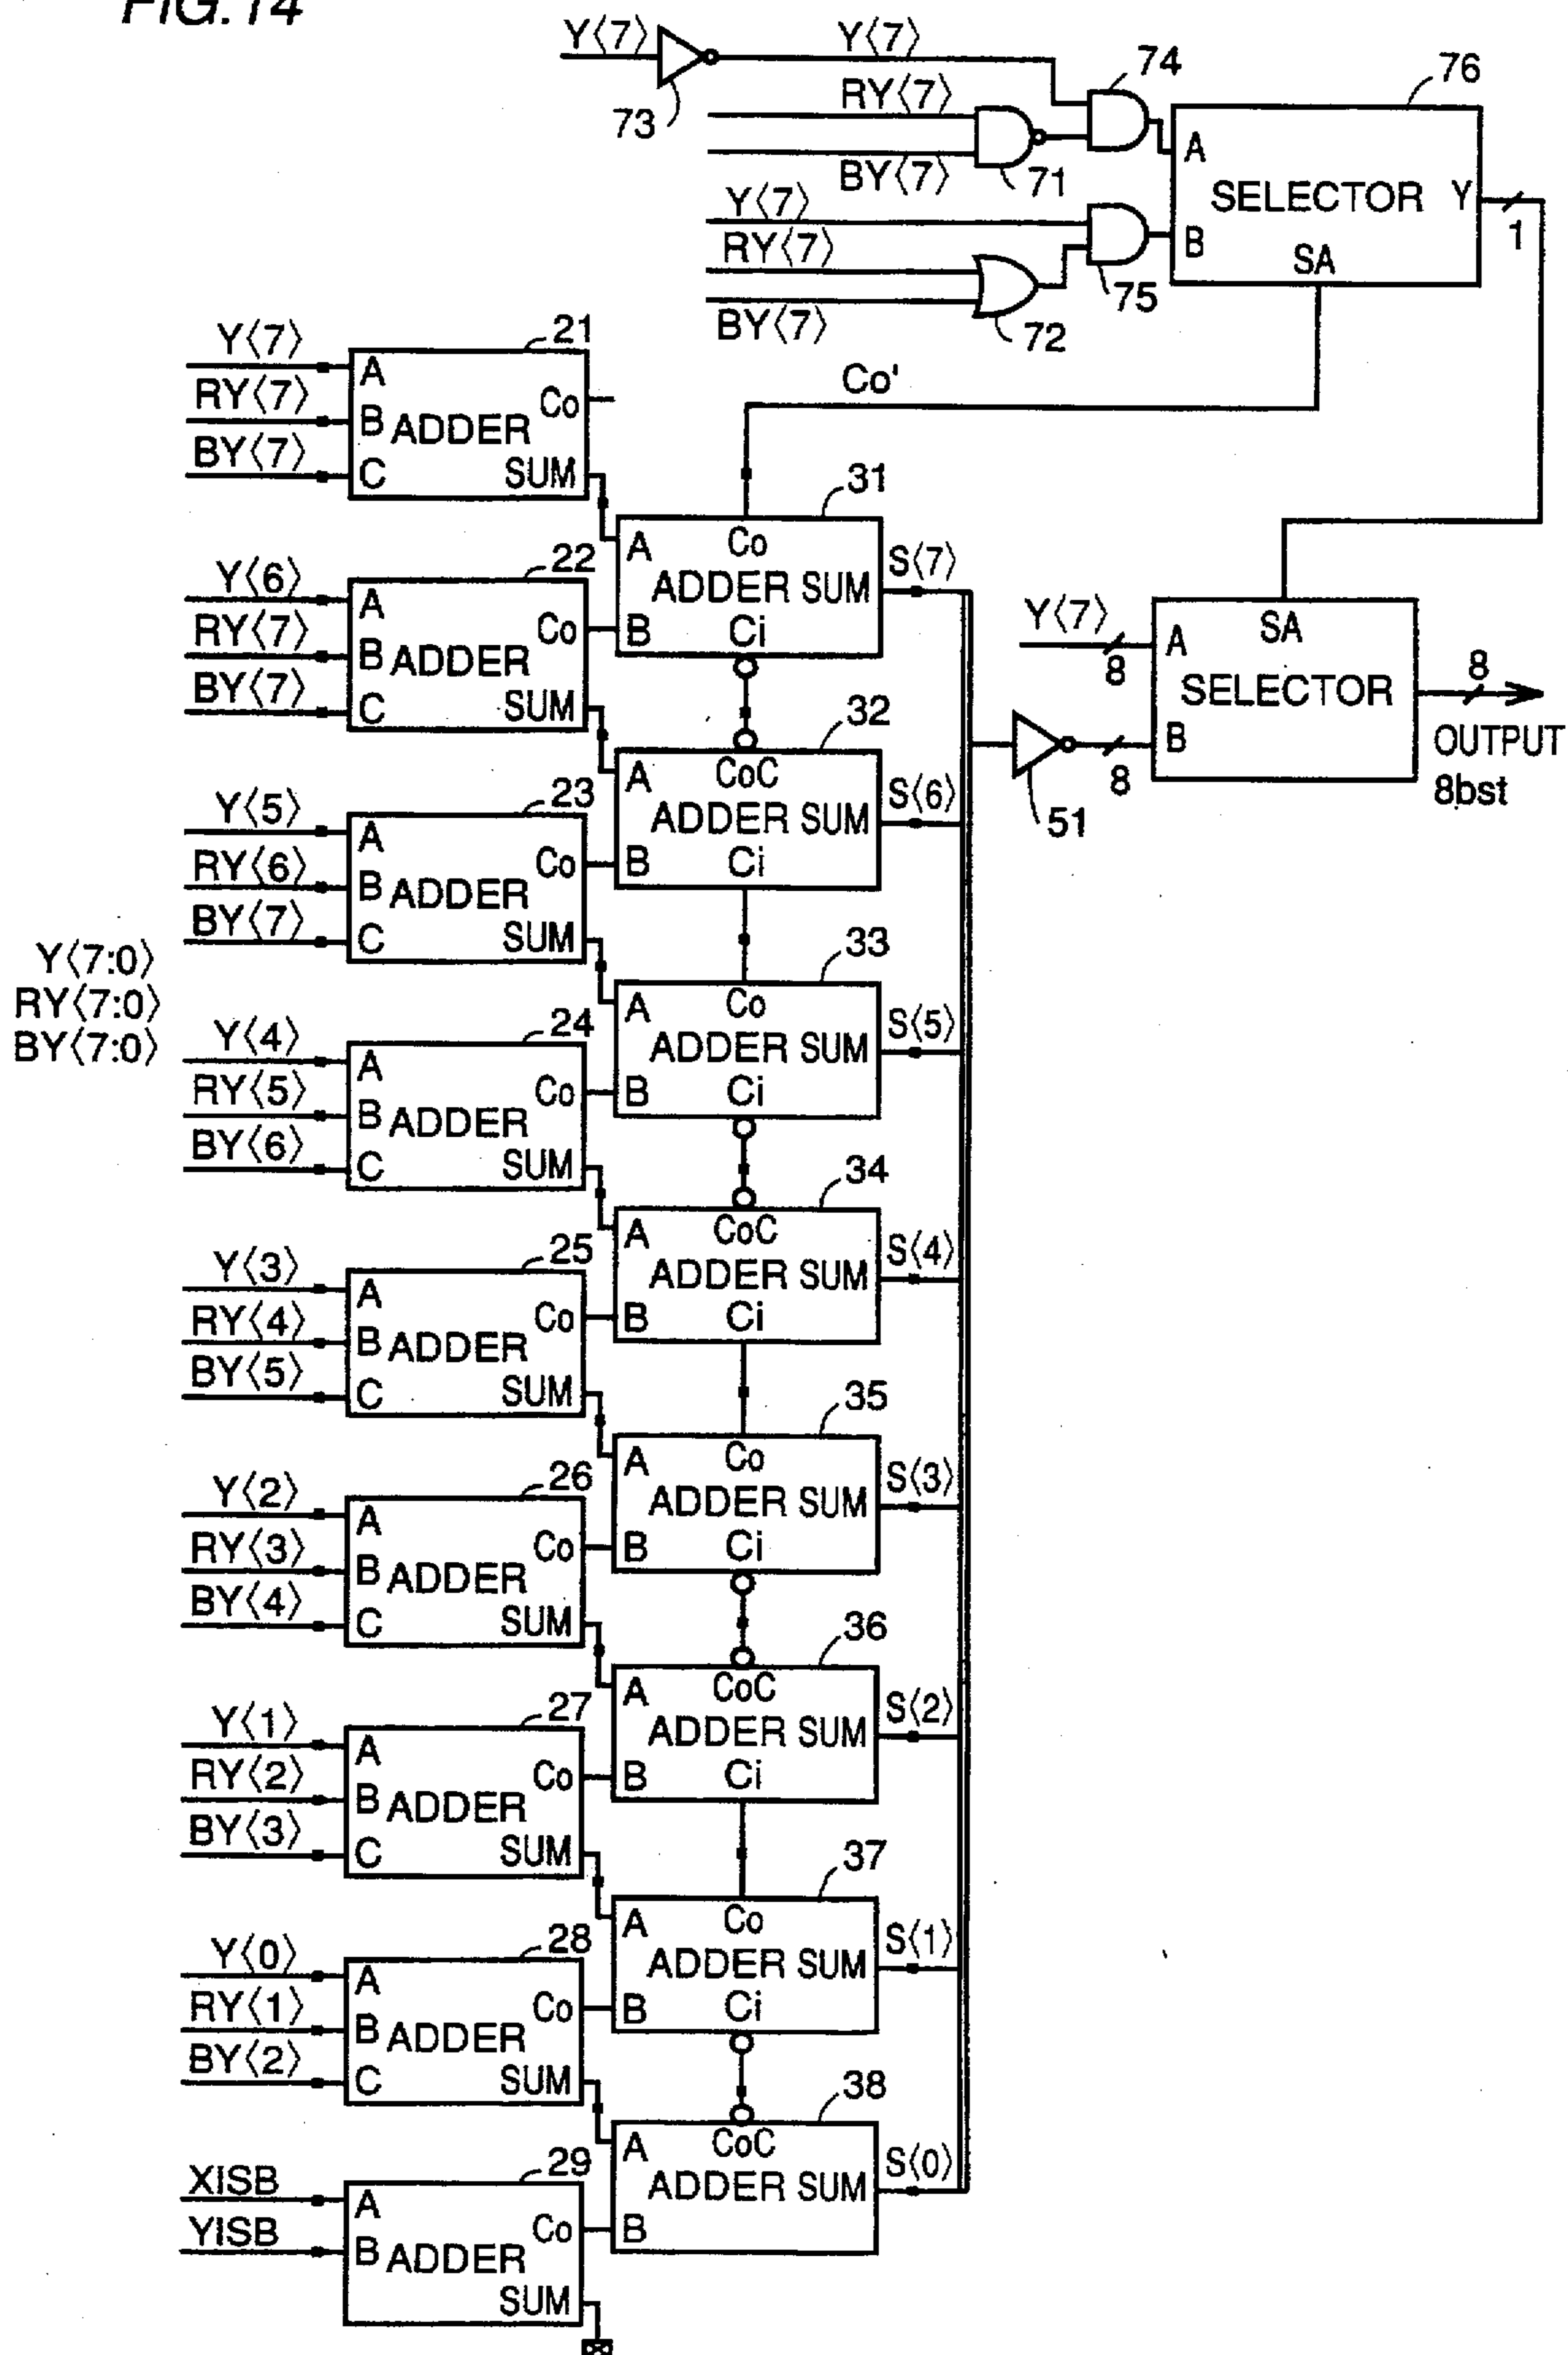 FIG.14
Y⟨7⟩
Y⟨7⟩
74
76
73
RY⟨7⟩
BY⟨7⟩
71
A
SELECTOR
Y
1
B
SA
Y⟨7⟩
RY⟨7⟩
BY⟨7⟩
72
75
Co'
Y⟨7⟩
RY⟨7⟩
BY⟨7⟩
21
A
B
C
ADDER
Co
SUM
31
A
Co
ADDER SUM
B
Ci
S⟨7⟩
Y⟨6⟩
RY⟨7⟩
BY⟨7⟩
22
A
B
C
ADDER
Co
SUM
32
A
CoC
ADDER SUM
B
Ci
S⟨6⟩
Y⟨7⟩
8
A
SA
SELECTOR
B
8
51
8
OUTPUT
8bst
Y⟨5⟩
RY⟨6⟩
BY⟨7⟩
23
A
B
C
ADDER
Co
SUM
33
A
Co
ADDER SUM
B
Ci
S⟨5⟩
Y⟨7:0⟩
RY⟨7:0⟩
BY⟨7:0⟩
Y⟨4⟩
RY⟨5⟩
BY⟨6⟩
24
A
B
C
ADDER
Co
SUM
34
A
CoC
ADDER SUM
B
Ci
S⟨4⟩
Y⟨3⟩
RY⟨4⟩
BY⟨5⟩
25
A
B
C
ADDER
Co
SUM
35
A
Co
ADDER SUM
B
Ci
S⟨3⟩
Y⟨2⟩
RY⟨3⟩
BY⟨4⟩
26
A
B
C
ADDER
Co
SUM
36
A
CoC
ADDER SUM
B
Ci
S⟨2⟩
Y⟨1⟩
RY⟨2⟩
BY⟨3⟩
27
A
B
C
ADDER
Co
SUM
37
A
Co
ADDER SUM
B
Ci
S⟨1⟩
Y⟨0⟩
RY⟨1⟩
BY⟨2⟩
28
A
B
C
ADDER
Co
SUM
38
A
CoC
ADDER SUM
B
S⟨0⟩
XISB
YISB
29
A
B
ADDER
Co
SUM